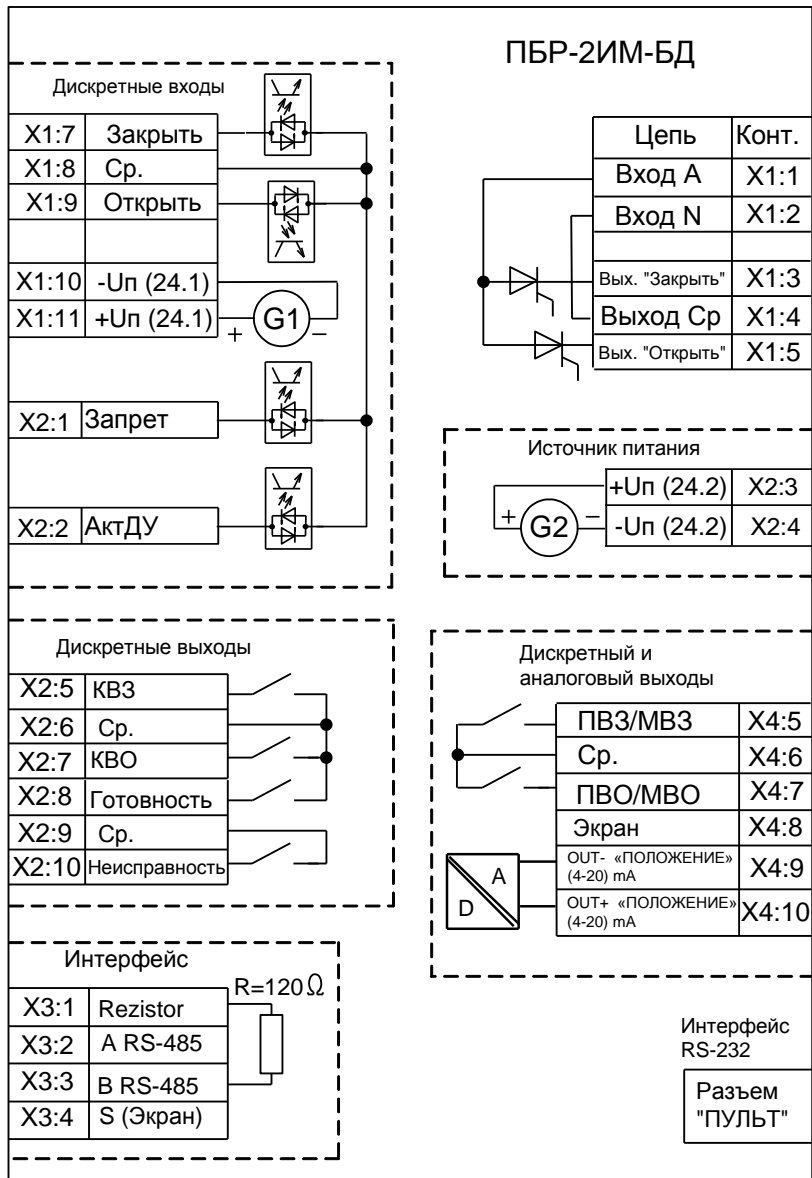 ПБР-2ИМ-БД
Дискретные входы
X1:7 Закрыть
X1:8 Ср.
X1:9 Открыть
X1:10 -Uп (24.1)
X1:11 +Uп (24.1)
+ G1 −
X2:1 Запрет
X2:2 АктДУ
Цепь Конт.
Вход A X1:1
Вход N X1:2
Вых. "Закрыть" X1:3
Выход Ср X1:4
Вых. "Открыть" X1:5
Источник питания
+Uп (24.2) X2:3
-Uп (24.2) X2:4
+ G2 −
Дискретные выходы
X2:5 КВЗ
X2:6 Ср.
X2:7 КВО
X2:8 Готовность
X2:9 Ср.
X2:10 Неисправность
Дискретный и
аналоговый выходы
ПВЗ/МВЗ X4:5
Ср. X4:6
ПВО/МВО X4:7
Экран X4:8
OUT- «ПОЛОЖЕНИЕ»
(4-20) mA X4:9
OUT+ «ПОЛОЖЕНИЕ»
(4-20) mA X4:10
A
D
Интерфейс
R=120Ω
X3:1 Rezistor
X3:2 A RS-485
X3:3 B RS-485
X3:4 S (Экран)
Интерфейс
RS-232
Разъем
"ПУЛЬТ"